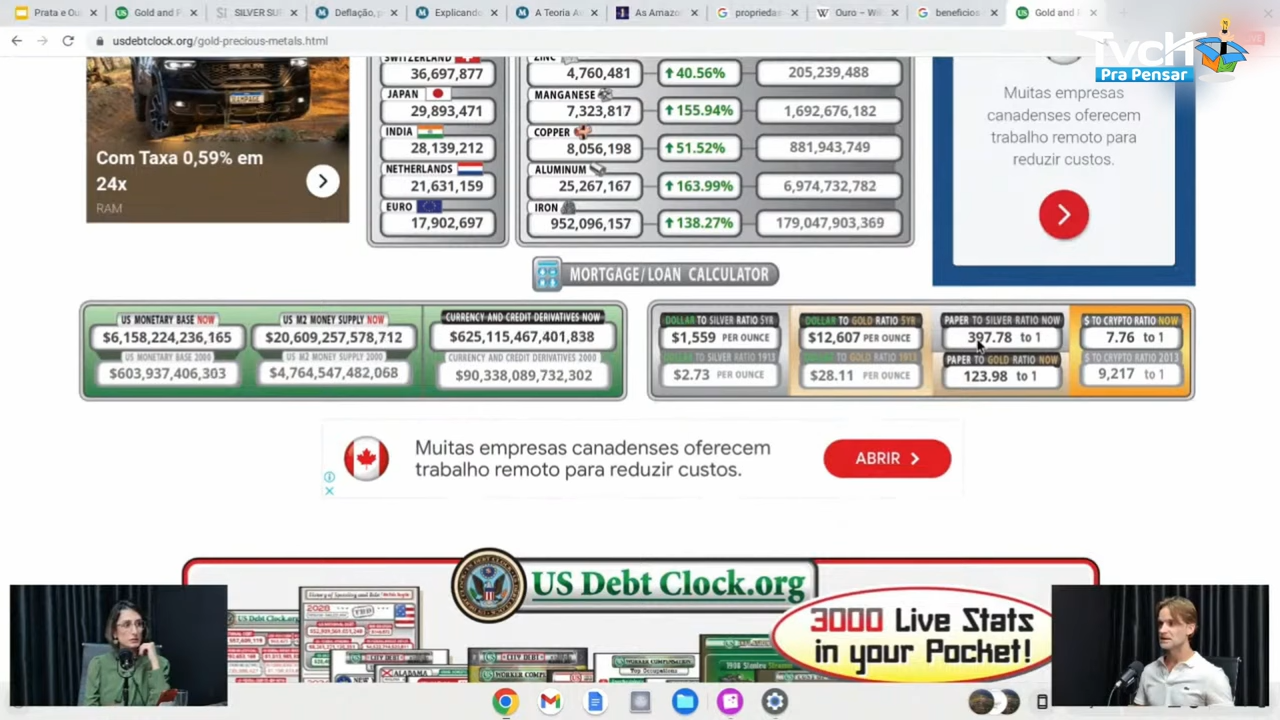 Prata e Ou
Gold and P
SILVER SUF
Deflação, p
Explicando
A Teoria Au
As Amazo
propriedas
Ouro – Wik
beneficios
Gold and P
usdebtclock.org/gold-precious-metals.html
TvcH
Pra Pensar
Com Taxa 0,59% em
24x
RAM
SWITZERLAND
36,697,877
JAPAN
29,893,471
INDIA
28,139,212
NETHERLANDS
21,631,159
EURO
17,902,697
ZINC
4,760,481 40.56% 205,239,488
MANGANESE
7,323,817 155.94% 1,692,676,182
COPPER
8,056,198 51.52% 881,943,749
ALUMINUM
25,267,167 163.99% 6,974,732,782
IRON
952,096,157 138.27% 179,047,903,369
Muitas empresas
canadenses oferecem
trabalho remoto para
reduzir custos.
MORTGAGE/LOAN CALCULATOR
US MONETARY BASE NOW
$6,158,224,236,165
US MONETARY BASE 2000
$603,937,406,303
US M2 MONEY SUPPLY NOW
$20,609,257,578,712
US M2 MONEY SUPPLY 2000
$4,764,547,482,068
CURRENCY AND CREDIT DERIVATIVES NOW
$625,115,467,401,838
CURRENCY AND CREDIT DERIVATIVES 2000
$90,338,089,732,302
DOLLAR TO SILVER RATIO 5YR
$1,559 PER OUNCE
DOLLAR TO SILVER RATIO 1913
$2.73 PER OUNCE
DOLLAR TO GOLD RATIO 5YR
$12,607 PER OUNCE
DOLLAR TO GOLD RATIO 1913
$28.11 PER OUNCE
PAPER TO SILVER RATIO NOW
397.78 to 1
PAPER TO GOLD RATIO NOW
123.98 to 1
$ TO CRYPTO RATIO NOW
7.76 to 1
$ TO CRYPTO RATIO 2013
9,217 to 1
Muitas empresas canadenses oferecem
trabalho remoto para reduzir custos.
ABRIR
US Debt Clock.org
3000 Live Stats
in your Pocket!
ALABAMA